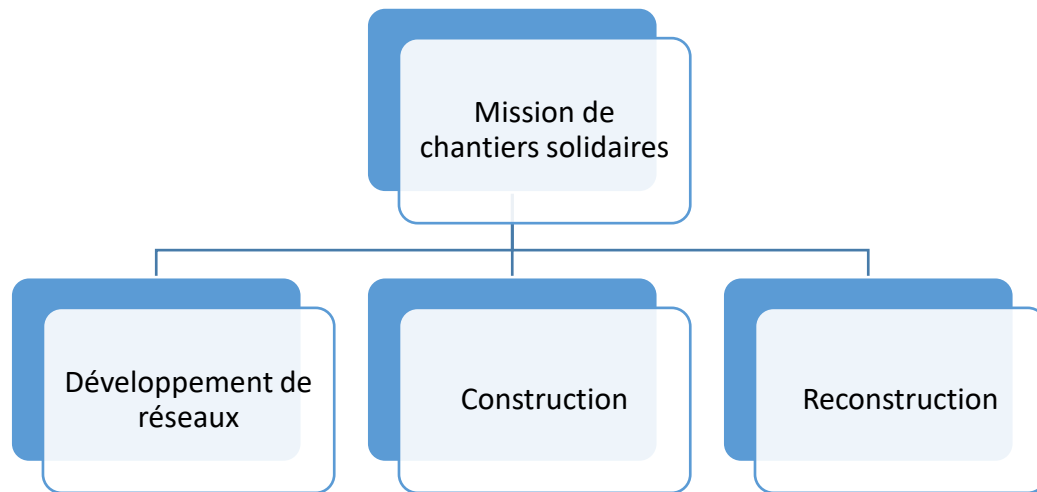 Mission de
chantiers solidaires
Développement de
réseaux
Construction
Reconstruction